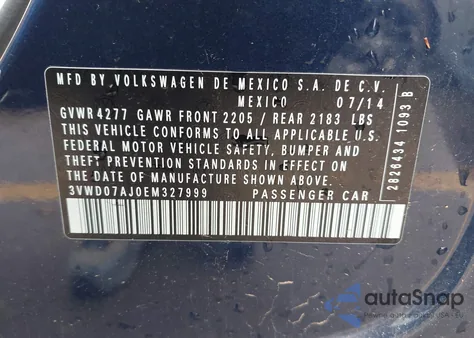 MFD BY VOLKSWAGEN DE MEXICO S.A. DE C.V.
MEXICO 07/14
GVWR 4277 GAWR FRONT 2205 / REAR 2183 LBS
THIS VEHICLE CONFORMS TO ALL APPLICABLE
FEDERAL MOTOR VEHICLE SAFETY, BUMPER AND
THEFT PREVENTION STANDARDS IN EFFECT ON
THE DATE OF MANUFACTURE SHOWN ABOVE.
3VWD07AJ0EM327999 PASSENGER CAR
2826434 1093 B
autoSnap